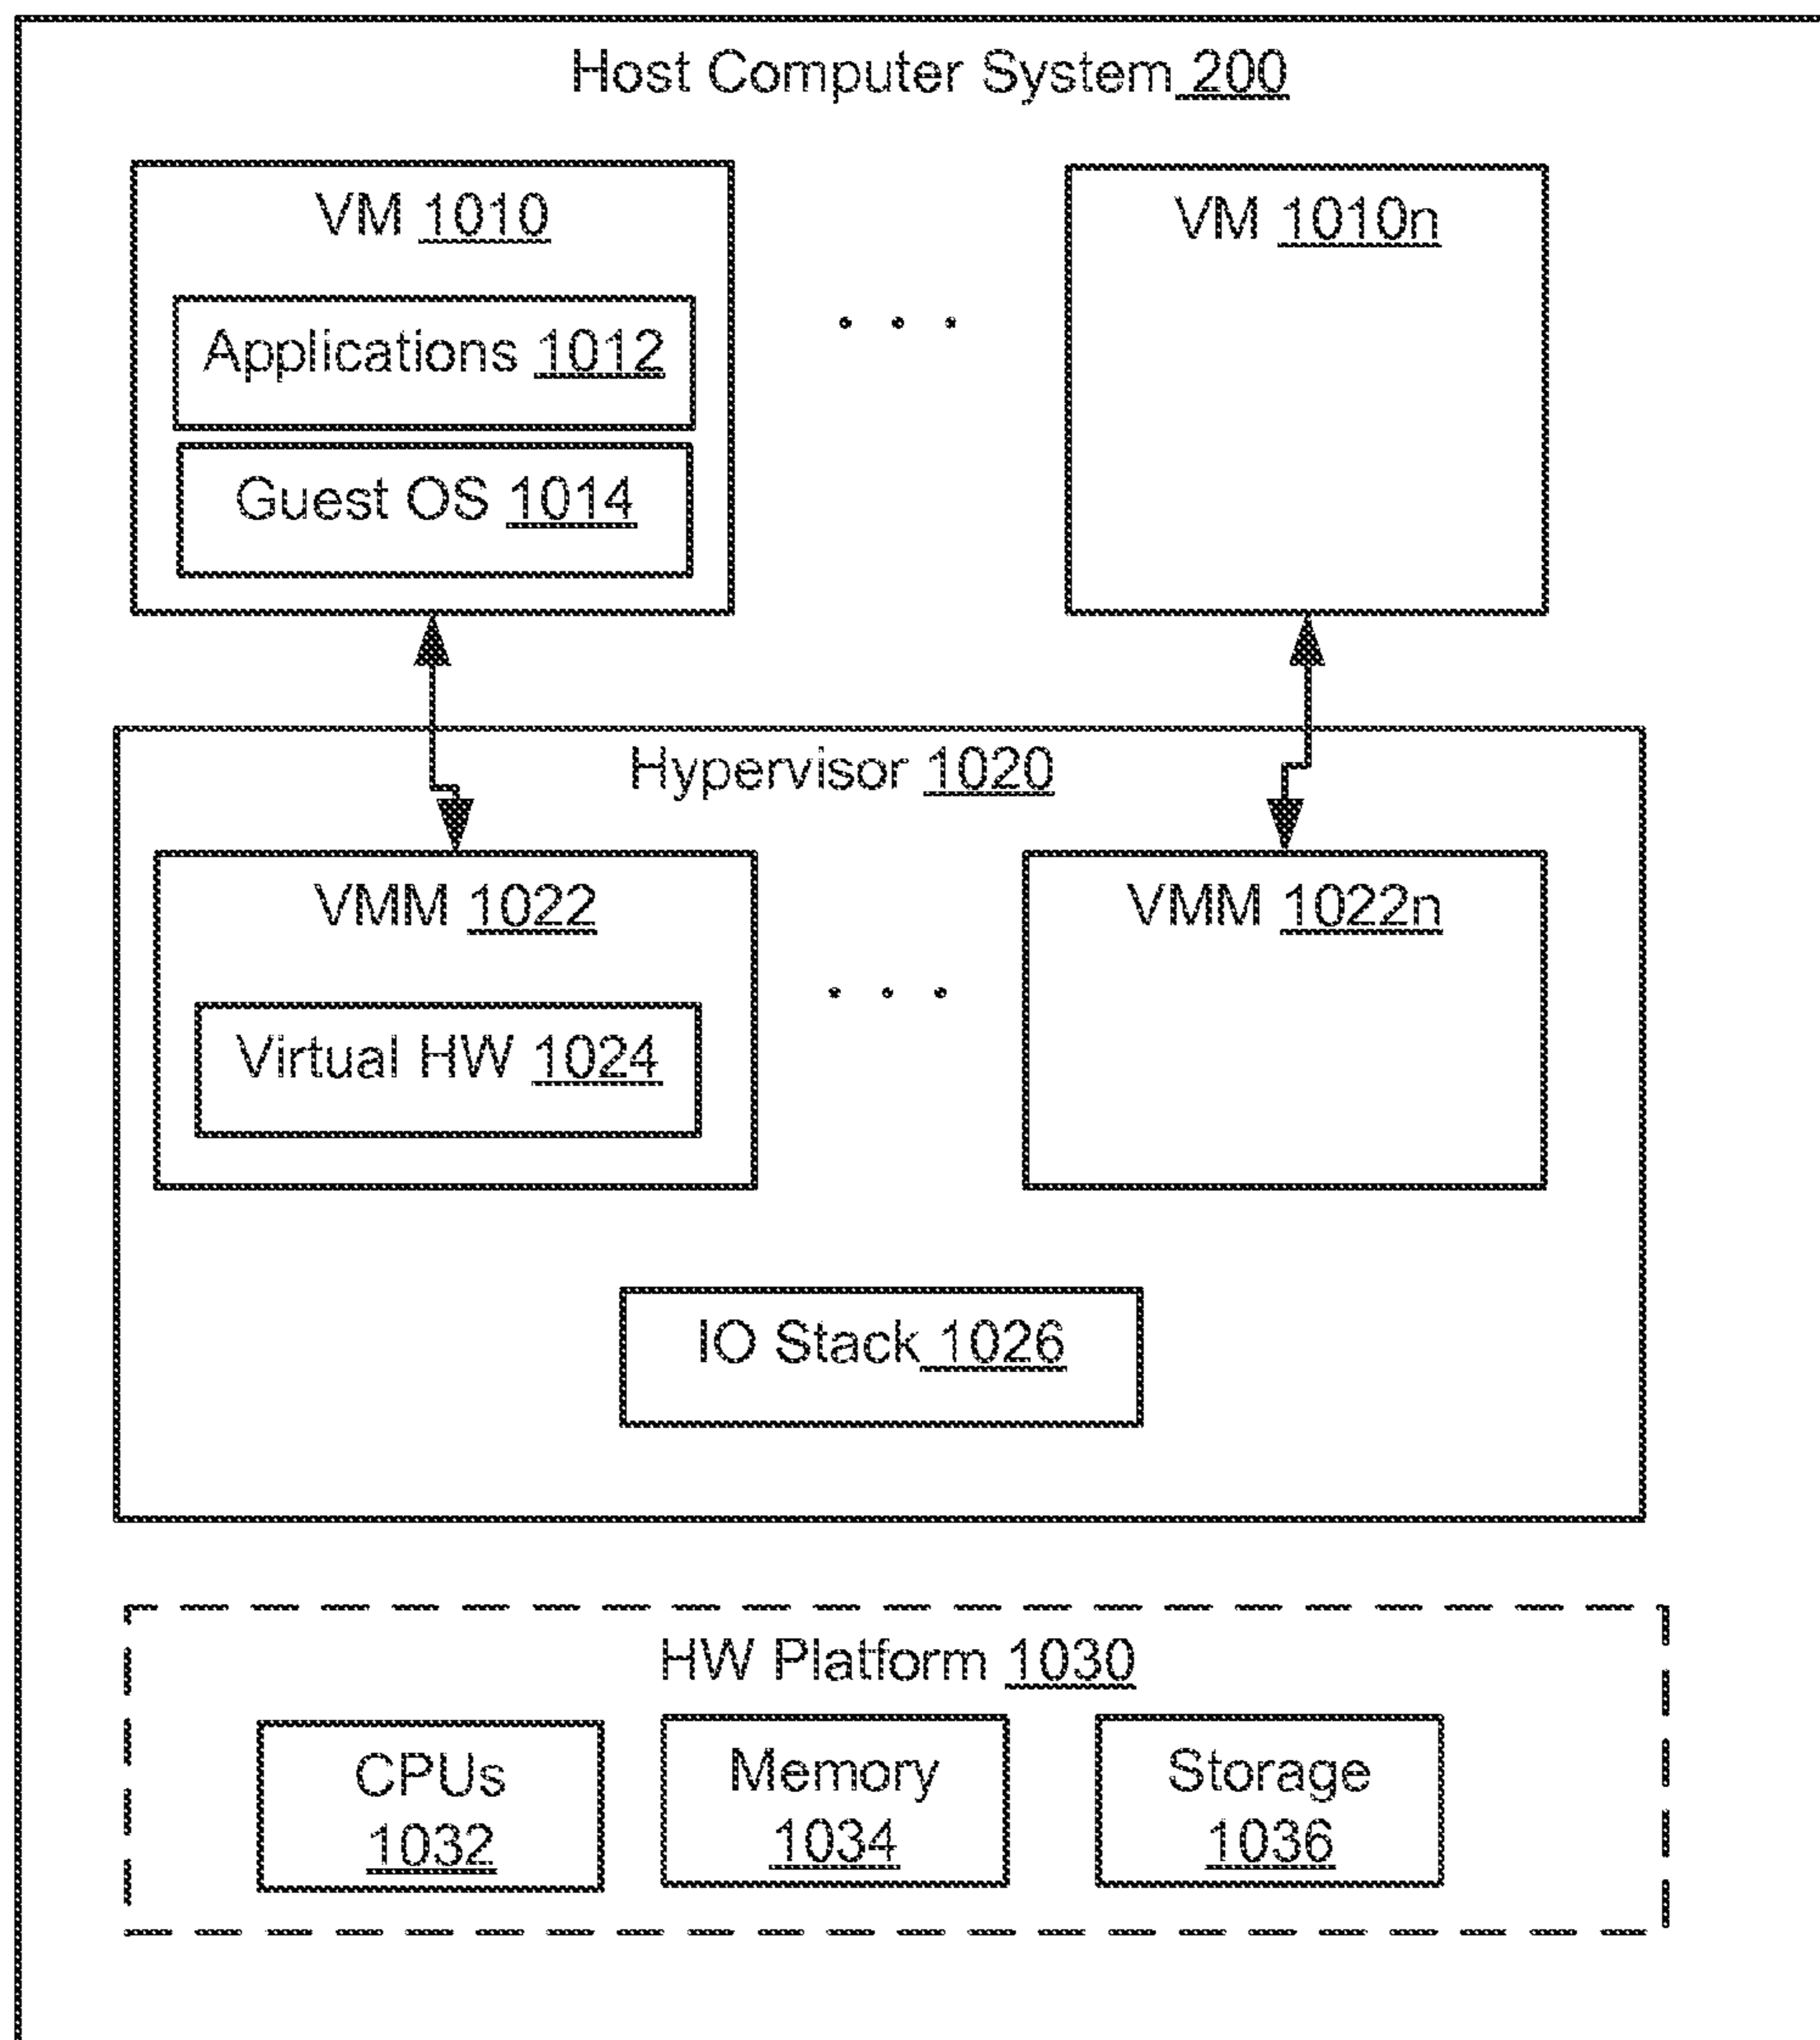 Host Computer System 200
VM 1010
VM 1010n
Applications 1012
. . .
Guest OS 1014
Hypervisor 1020
VMM 1022
VMM 1022n
. . .
Virtual HW 1024
IO Stack 1026
HW Platform 1030
CPUs
1032
Memory
1034
Storage
1036